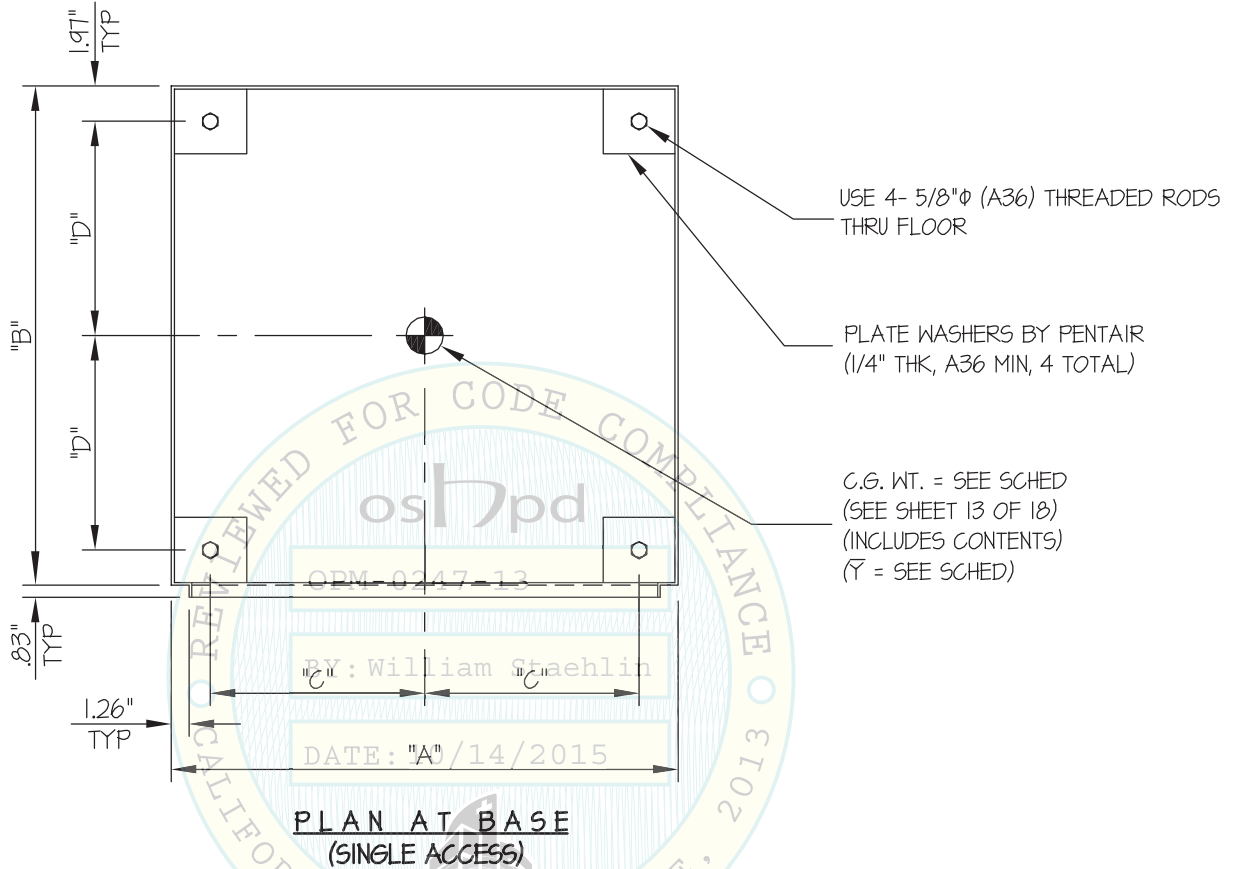 1.97"
TYP
"D"
"B"
"D"
.83"
TYP
1.26"
TYP
"C"
"C"
"A"
USE 4- 5/8"Φ (A36) THREADED RODS
THRU FLOOR
PLATE WASHERS BY PENTAIR
(1/4" THK, A36 MIN, 4 TOTAL)
C.G. WT. = SEE SCHED
(SEE SHEET 13 OF 18)
(INCLUDES CONTENTS)
(Y̅ = SEE SCHED)
REVIEWED FOR CODE COMPLIANCE
oshpd
OPM-0247-13
BY: William Staehlin
DATE: 10/14/2015
2013
PLAN AT BASE
(SINGLE ACCESS)